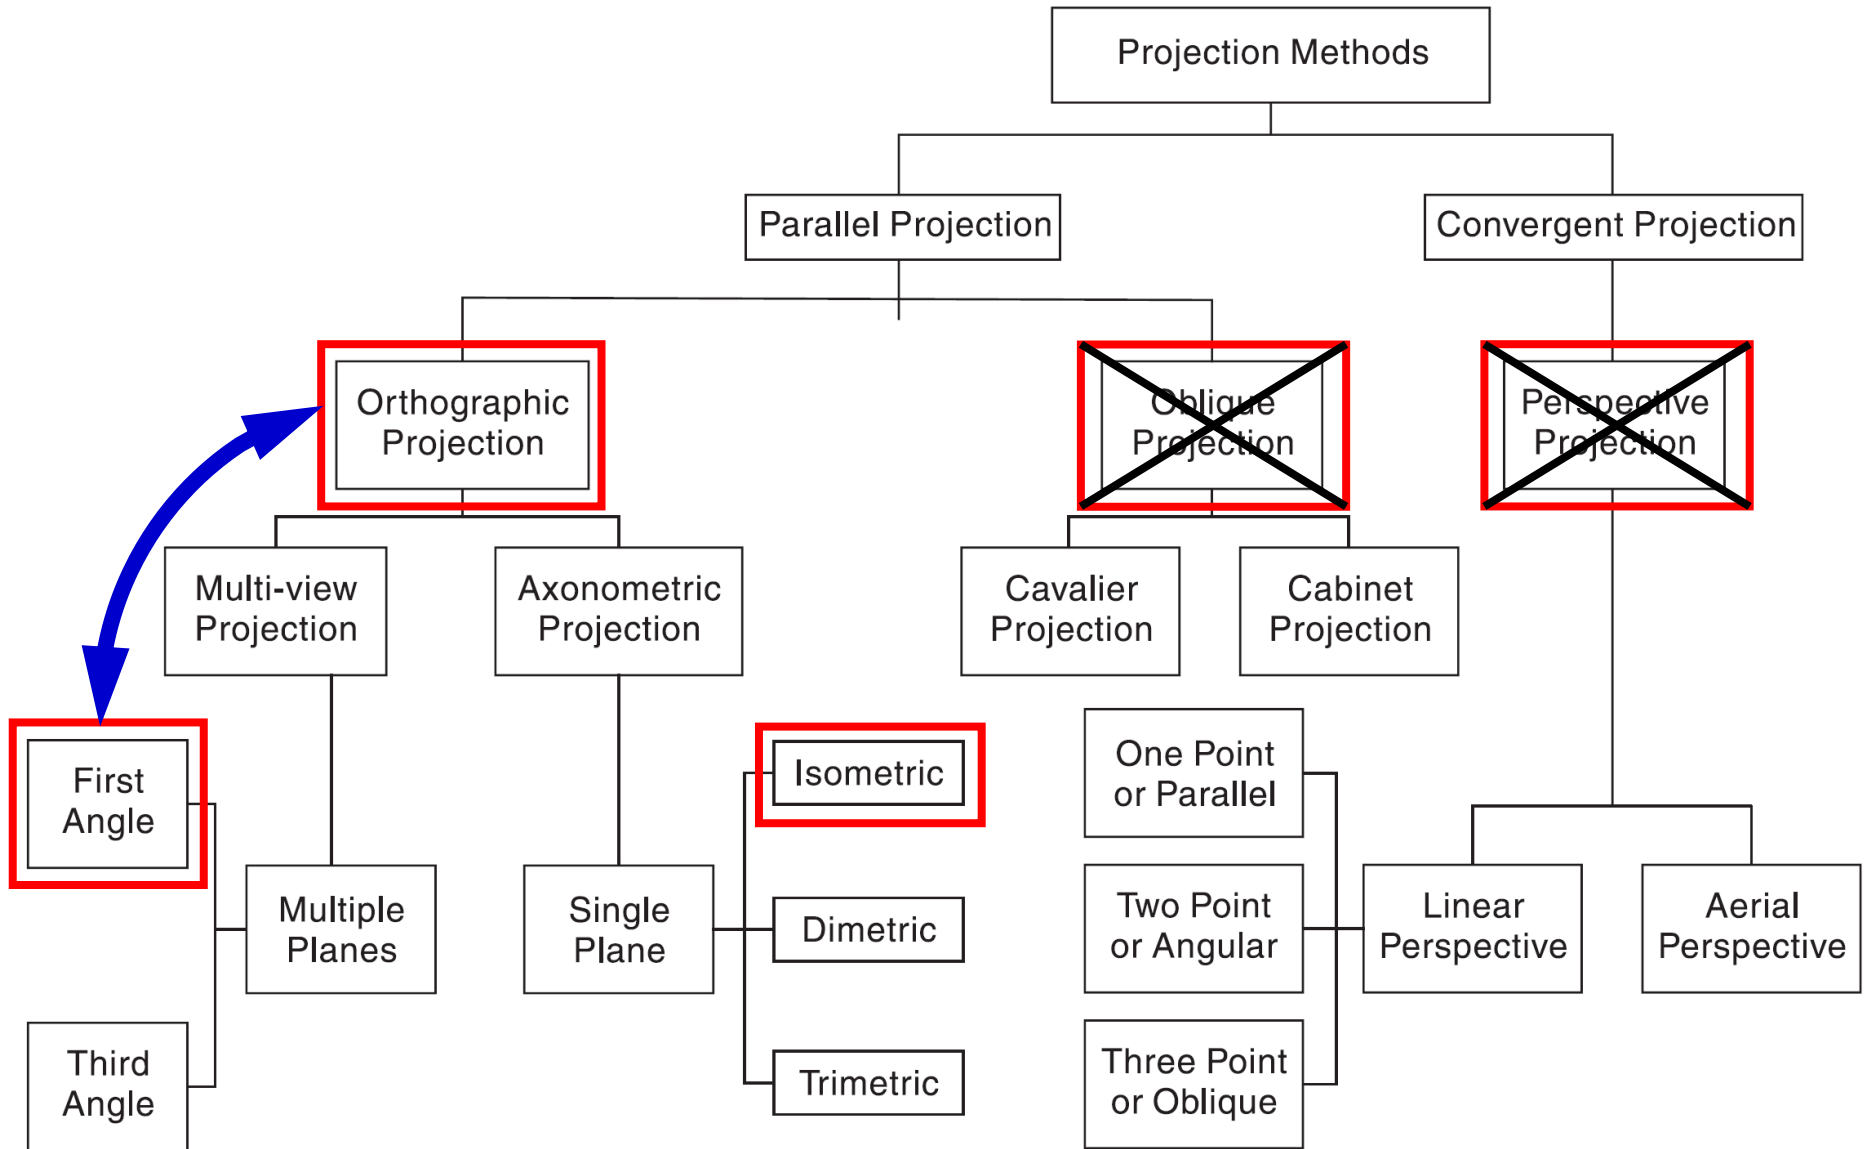 Projection Methods
Parallel Projection
Convergent Projection
Orthographic
Projection
Oblique
Projection
Perspective
Projection
Multi-view
Projection
Axonometric
Projection
Cavalier
Projection
Cabinet
Projection
First
Angle
Isometric
One Point
or Parallel
Multiple
Planes
Single
Plane
Dimetric
Two Point
or Angular
Linear
Perspective
Aerial
Perspective
Third
Angle
Trimetric
Three Point
or Oblique